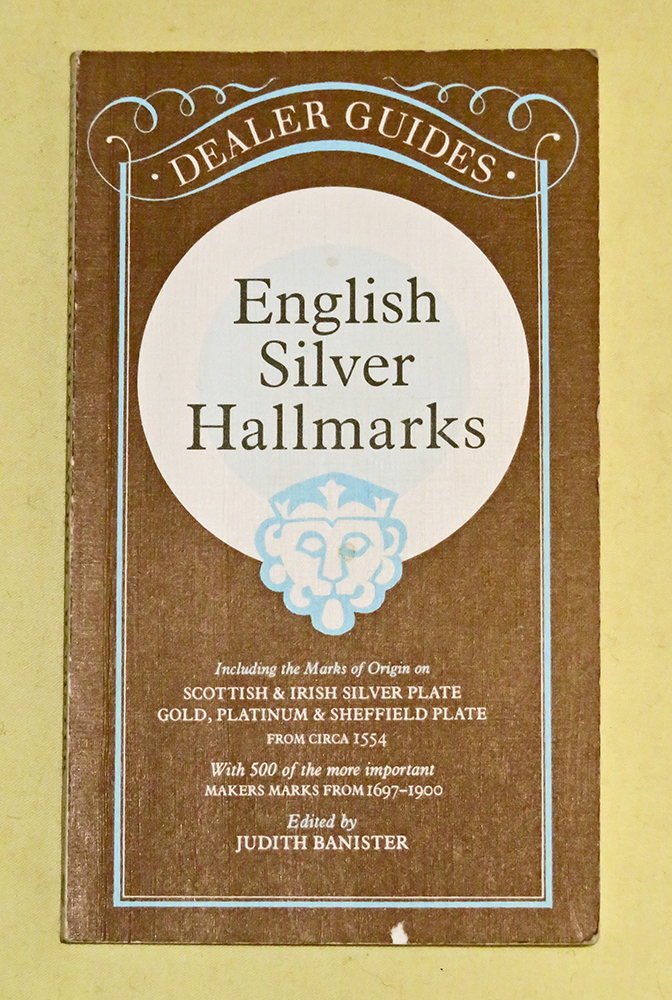 · DEALER GUIDES ·
English
Silver
Hallmarks
Including the Marks of Origin on
SCOTTISH & IRISH SILVER PLATE
GOLD, PLATINUM & SHEFFIELD PLATE
FROM CIRCA 1554
With 500 of the more important
MAKERS MARKS FROM 1697–1900
Edited by
JUDITH BANISTER